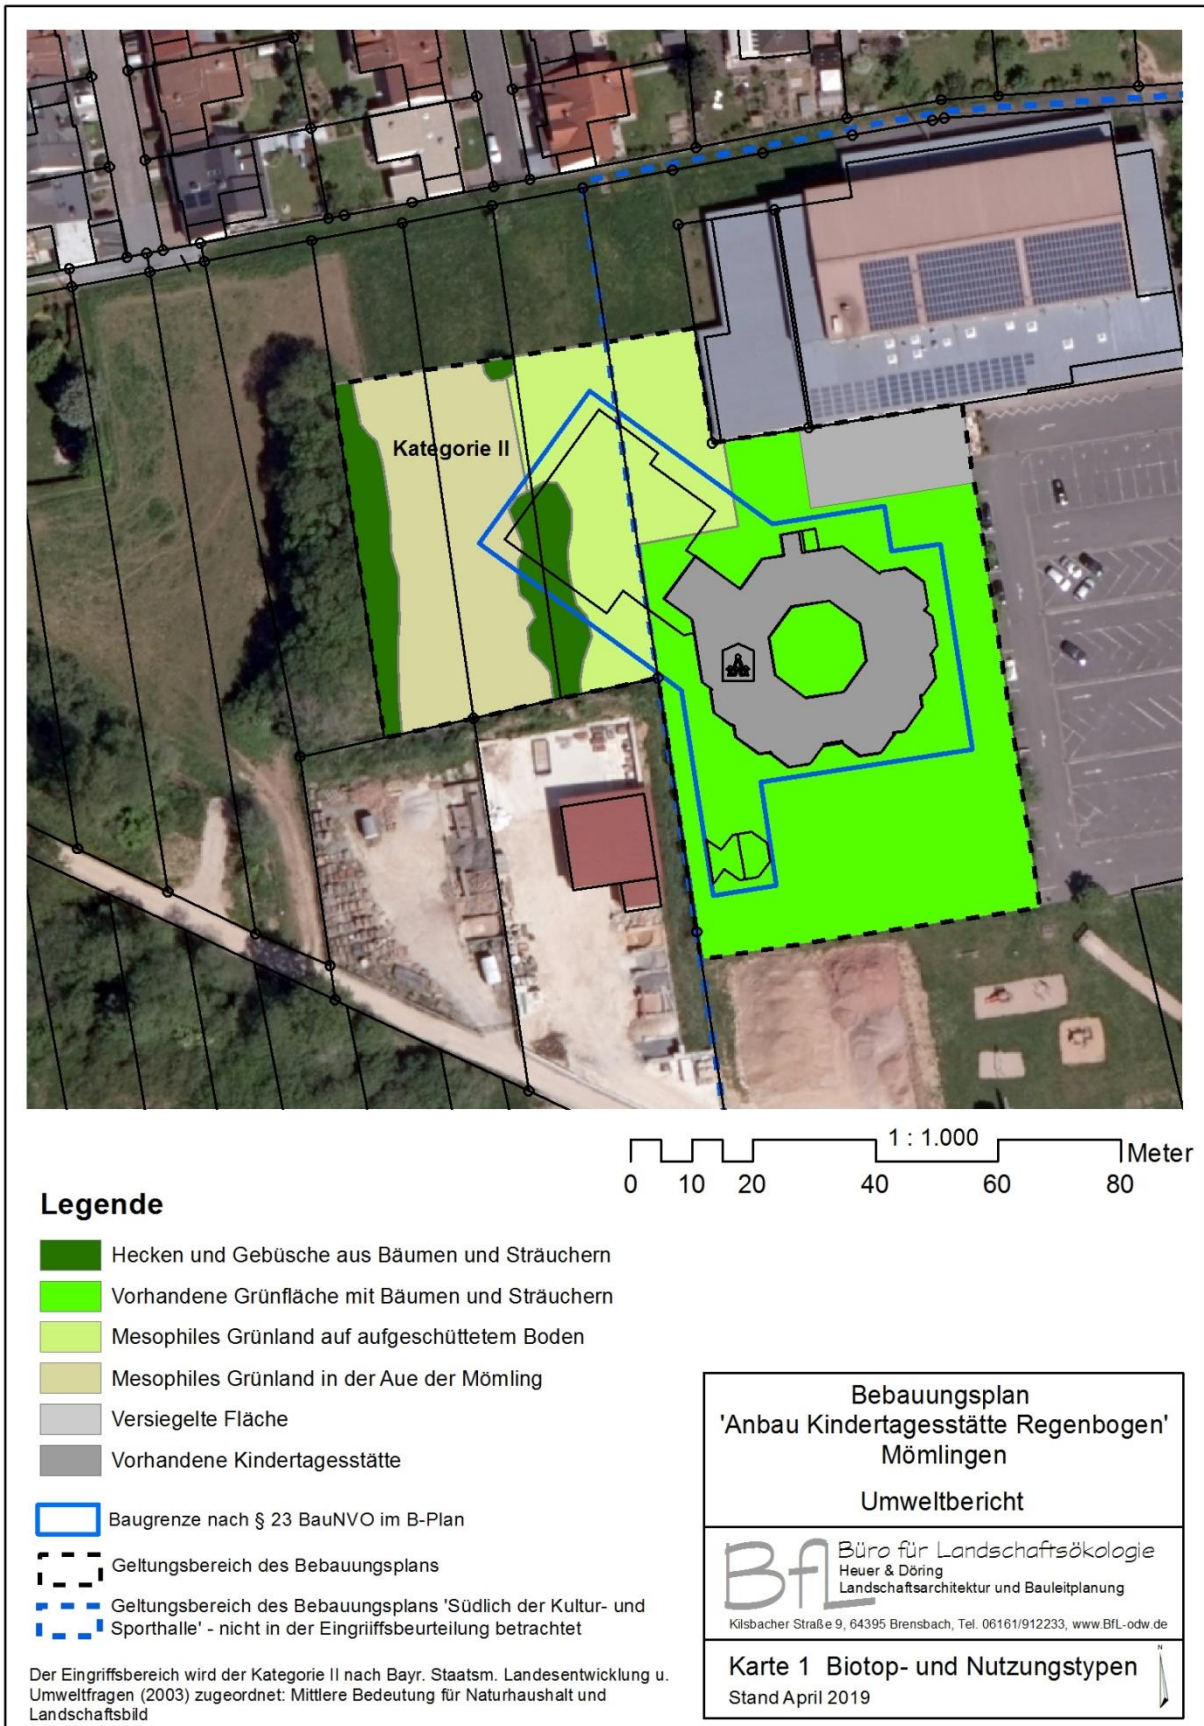 Kategorie II
1 : 1.000
Meter
0 10 20 40 60 80
Legende
Hecken und Gebüsche aus Bäumen und Sträuchern
Vorhandene Grünfläche mit Bäumen und Sträuchern
Mesophiles Grünland auf aufgeschüttetem Boden
Mesophiles Grünland in der Aue der Mömling
Versiegelte Fläche
Vorhandene Kindertagesstätte
Baugrenze nach § 23 BauNVO im B-Plan
Geltungsbereich des Bebauungsplans
Geltungsbereich des Bebauungsplans 'Südlich der Kultur- und
Sporthalle' - nicht in der Eingriiffsbeurteilung betrachtet
Der Eingriffsbereich wird der Kategorie II nach Bayr. Staatsm. Landesentwicklung u.
Umweltfragen (2003) zugeordnet: Mittlere Bedeutung für Naturhaushalt und
Landschaftsbild
Bebauungsplan
'Anbau Kindertagesstätte Regenbogen'
Mömlingen
Umweltbericht
BfL
Büro für Landschaftsökologie
Heuer & Döring
Landschaftsarchitektur und Bauleitplanung
Kilsbacher Straße 9, 64395 Brensbach, Tel. 06161/912233, www.BfL-odw.de
Karte 1 Biotop- und Nutzungstypen
Stand April 2019
N